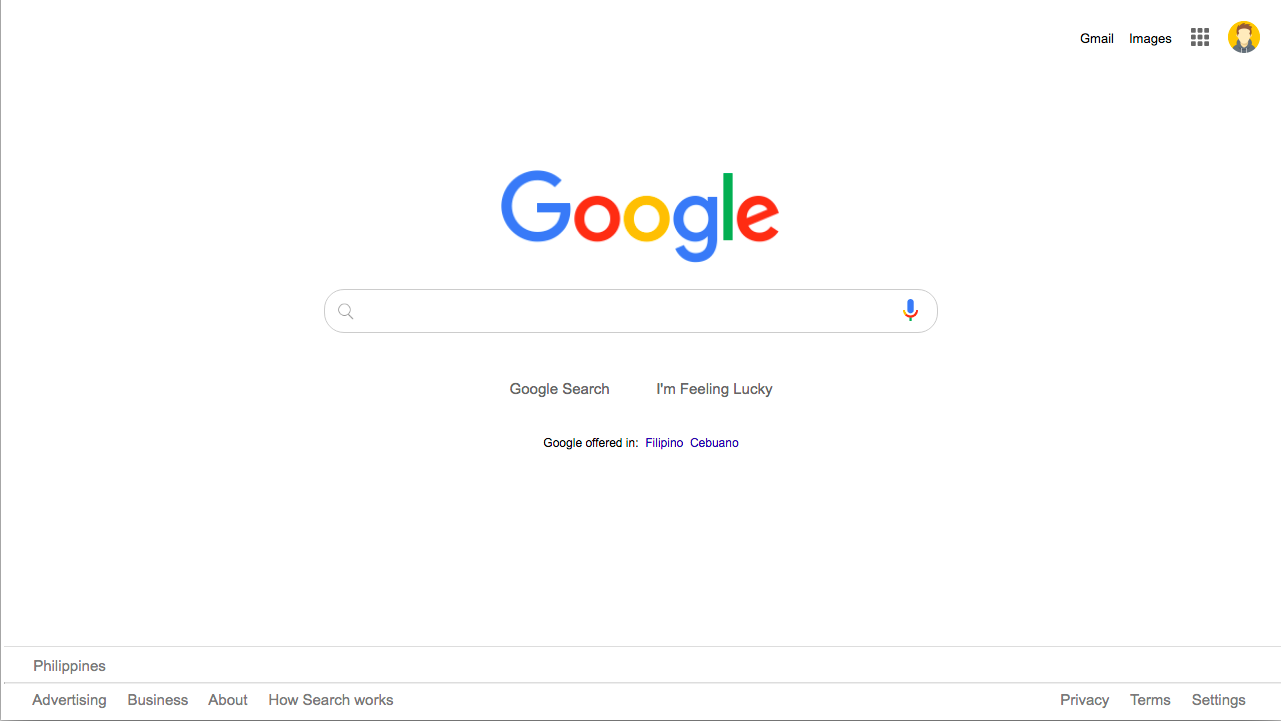 Gmail Images
Google
Google Search I'm Feeling Lucky
Google offered in: Filipino Cebuano
Philippines
Advertising Business About How Search works Privacy Terms Settings